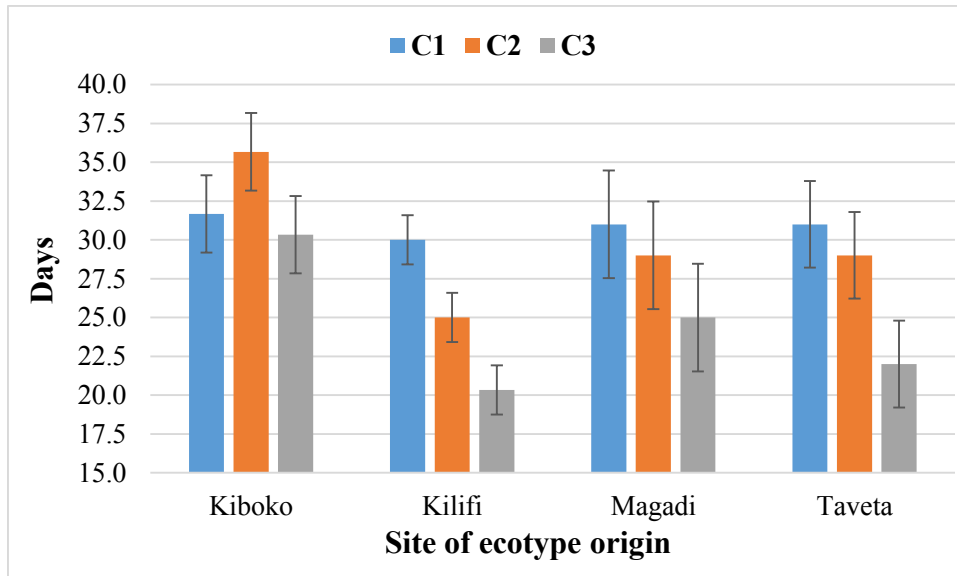 C1 C2 C3
40.0
37.5
35.0
32.5
30.0
27.5
25.0
22.5
20.0
17.5
15.0
Days
Kiboko Kilifi Magadi Taveta
Site of ecotype origin